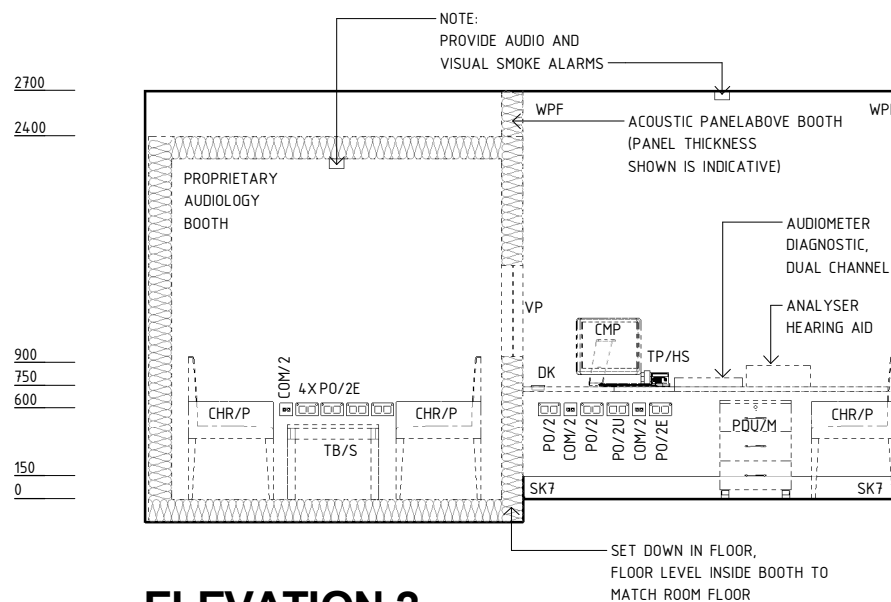 NOTE:
PROVIDE AUDIO AND
VISUAL SMOKE ALARMS
2700
2400
WPF
WPF
ACOUSTIC PANELABOVE BOOTH
(PANEL THICKNESS
SHOWN IS INDICATIVE)
PROPRIETARY
AUDIOLOGY
BOOTH
AUDIOMETER
DIAGNOSTIC,
DUAL CHANNEL
ANALYSER
HEARING AID
VP
CMP
TP/HS
DK
900
750
600
150
0
COM/2
4X PO/2E
CHR/P
CHR/P
TB/S
PO/2
COM/2
PO/2
PO/2U
COM/2
PO/2E
PDU/M
CHR/P
SK7
SK7
SET DOWN IN FLOOR,
FLOOR LEVEL INSIDE BOOTH TO
MATCH ROOM FLOOR